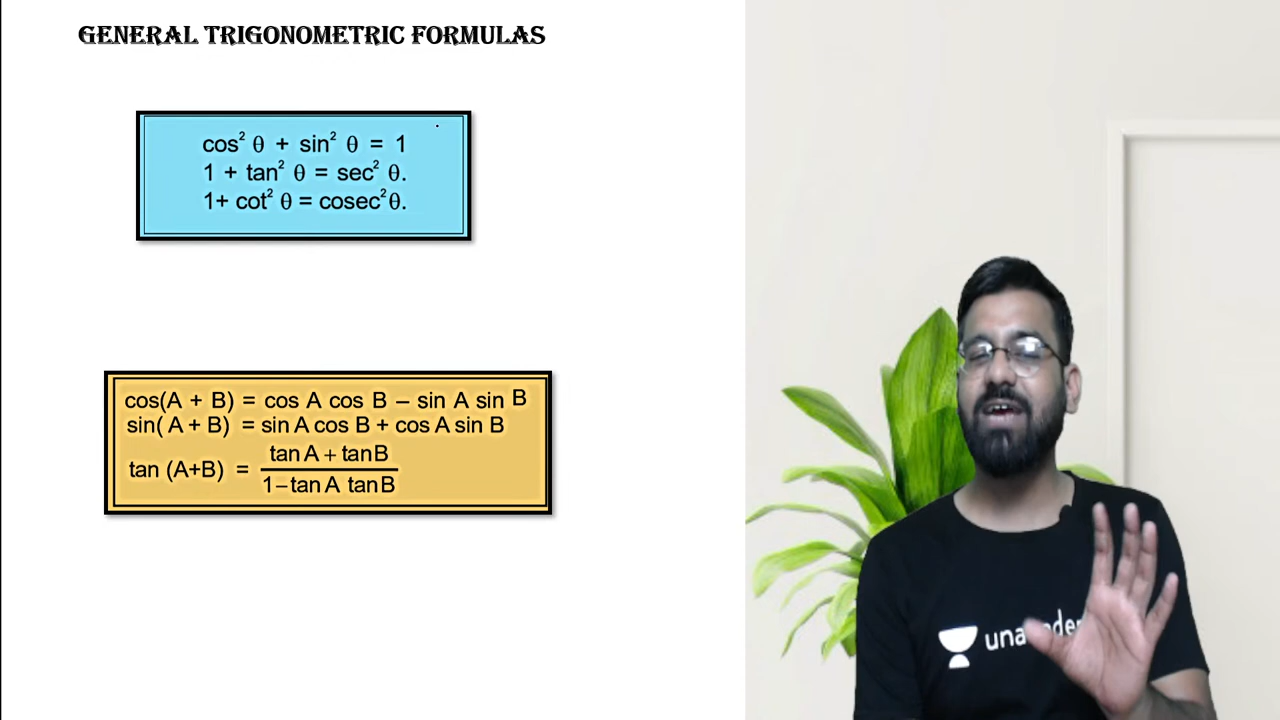 GENERAL TRIGONOMETRIC FORMULAS
cos² θ + sin² θ = 1
1 + tan² θ = sec² θ.
1+ cot² θ = cosec²θ.
cos(A + B) = cos A cos B – sin A sin B
sin( A + B) = sin A cos B + cos A sin B
tan (A+B) = 
tan A + tanB
1–tan A tanB